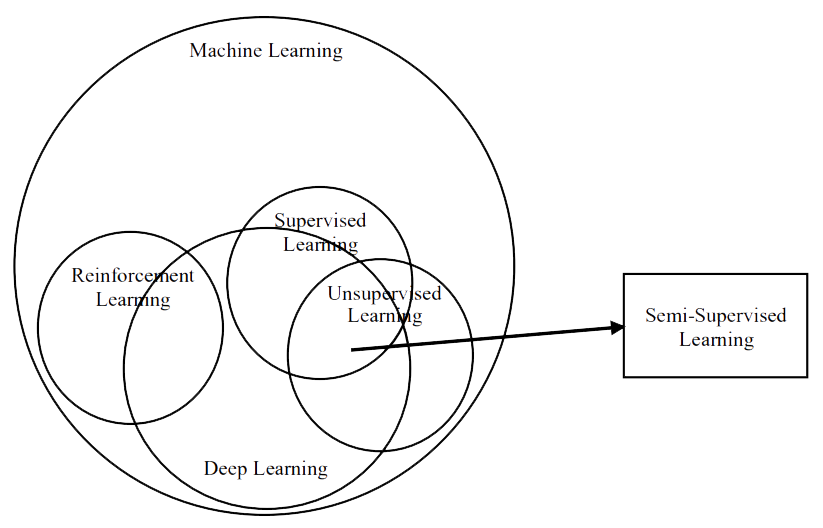 Machine Learning
Supervised
Learning
Reinforcement
Learning
Unsupervised
Learning
Semi-Supervised
Learning
Deep Learning